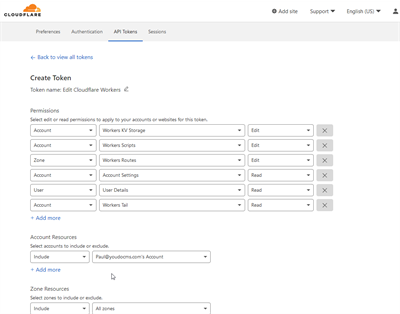 CLOUDFLARE
Add site Support English (US)
Preferences Authentication API Tokens Sessions
← Back to view all tokens
Create Token
Token name: Edit Cloudflare Workers
Permissions
Select edit or read permissions to apply to your accounts or websites for this token.
Account Workers KV Storage Edit
Account Workers Scripts Edit
Zone Workers Routes Edit
Account Account Settings Read
User User Details Read
Account Workers Tail Read
+ Add more
Account Resources
Select accounts to include or exclude.
Include Paul@youdocms.com's Account
+ Add more
Zone Resources
Select zones to include or exclude.
Include All zones